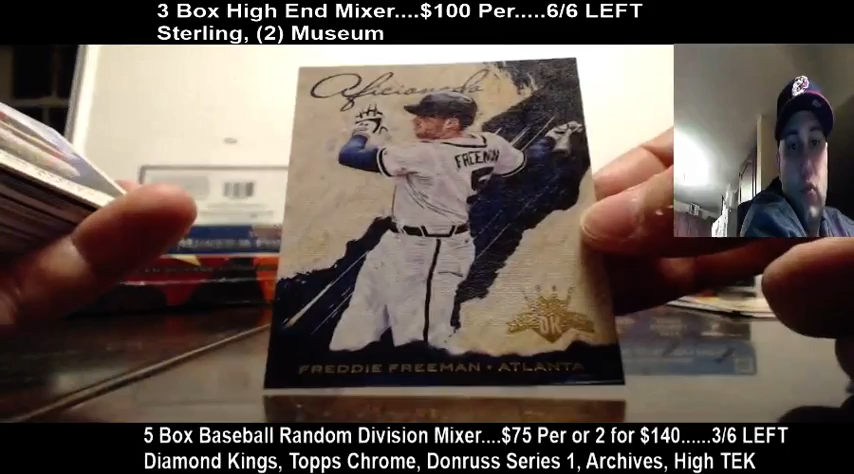 3 Box High End Mixer....$100 Per.....6/6 LEFT
Sterling, (2) Museum
Aficionado
FREEMAN
5
DK
FREDDIE FREEMAN • ATLANTA
5 Box Baseball Random Division Mixer....$75 Per or 2 for $140......3/6 LEFT
Diamond Kings, Topps Chrome, Donruss Series 1, Archives, High TEK